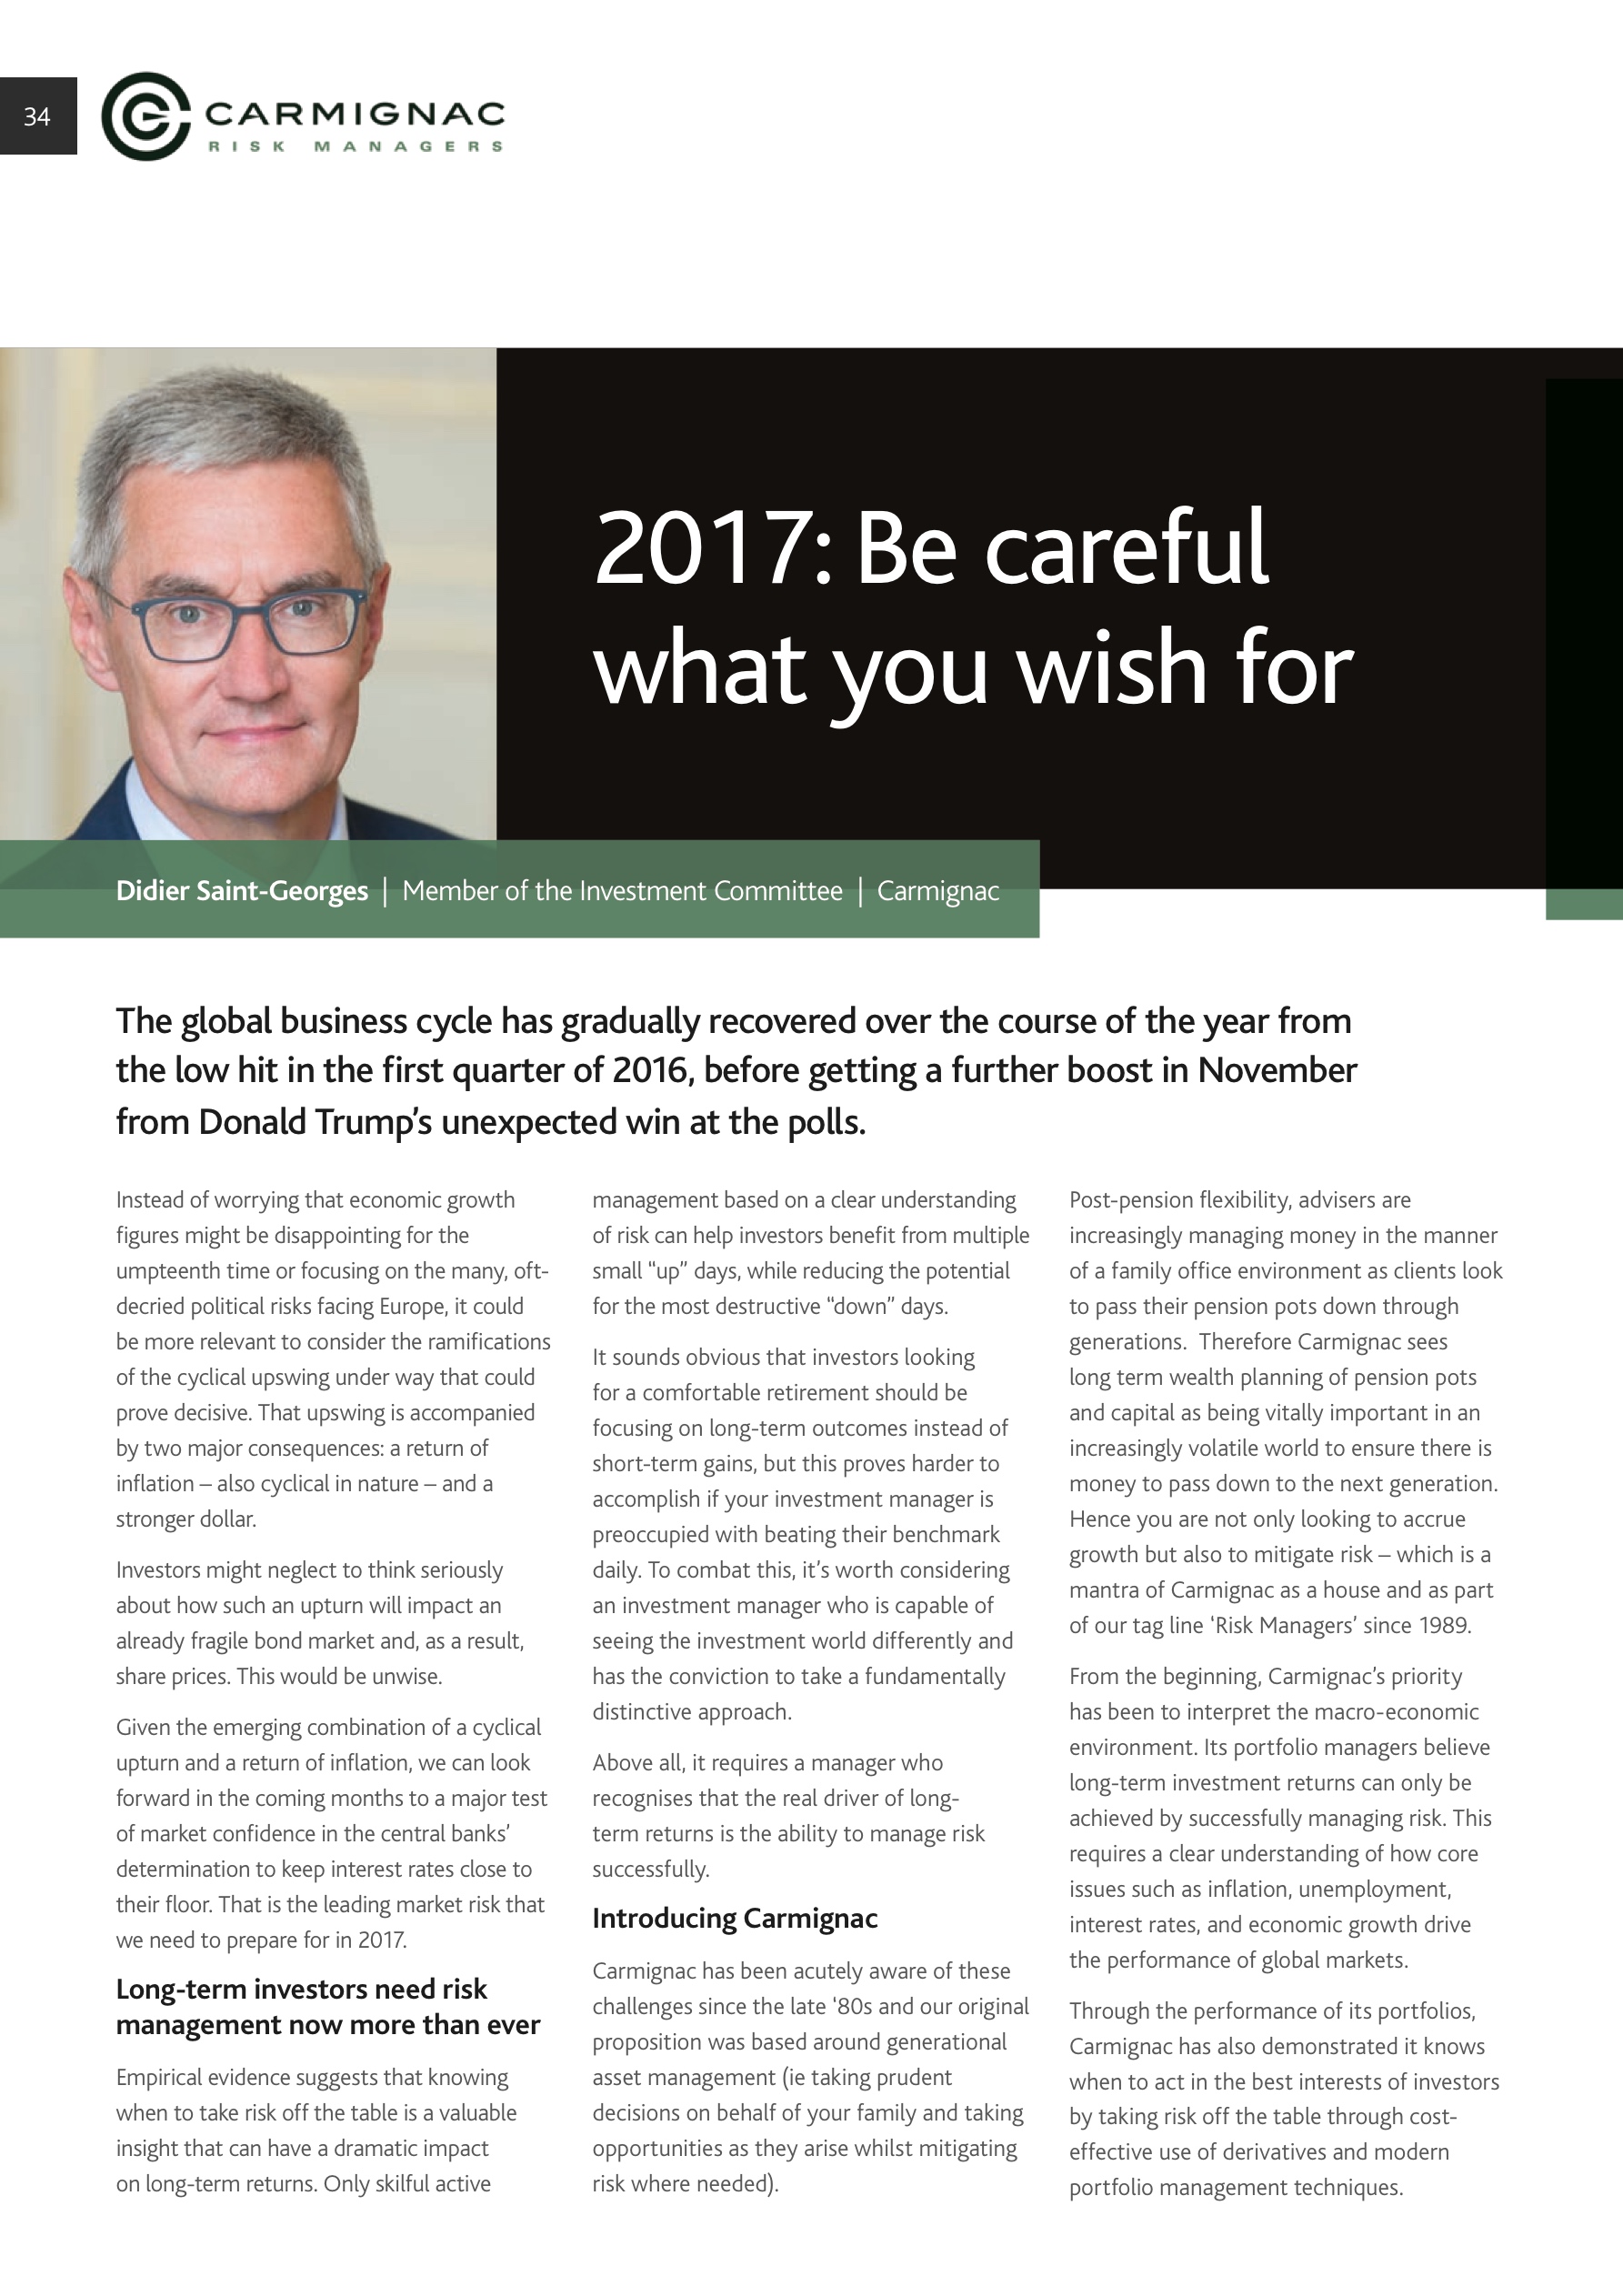 34
CARMIGNAC
RISK MANAGERS
2017: Be careful
what you wish for
Didier Saint-Georges | Member of the Investment Committee | Carmignac
The global business cycle has gradually recovered over the course of the year from
the low hit in the first quarter of 2016, before getting a further boost in November
from Donald Trump’s unexpected win at the polls.
Instead of worrying that economic growth
figures might be disappointing for the
umpteenth time or focusing on the many, oft-
decried political risks facing Europe, it could
be more relevant to consider the ramifications
of the cyclical upswing under way that could
prove decisive. That upswing is accompanied
by two major consequences: a return of
inflation – also cyclical in nature – and a
stronger dollar.
Investors might neglect to think seriously
about how such an upturn will impact an
already fragile bond market and, as a result,
share prices. This would be unwise.
Given the emerging combination of a cyclical
upturn and a return of inflation, we can look
forward in the coming months to a major test
of market confidence in the central banks’
determination to keep interest rates close to
their floor. That is the leading market risk that
we need to prepare for in 2017.
Long-term investors need risk
management now more than ever
Empirical evidence suggests that knowing
when to take risk off the table is a valuable
insight that can have a dramatic impact
on long-term returns. Only skilful active
management based on a clear understanding
of risk can help investors benefit from multiple
small “up” days, while reducing the potential
for the most destructive “down” days.
It sounds obvious that investors looking
for a comfortable retirement should be
focusing on long-term outcomes instead of
short-term gains, but this proves harder to
accomplish if your investment manager is
preoccupied with beating their benchmark
daily. To combat this, it’s worth considering
an investment manager who is capable of
seeing the investment world differently and
has the conviction to take a fundamentally
distinctive approach.
Above all, it requires a manager who
recognises that the real driver of long-
term returns is the ability to manage risk
successfully.
Introducing Carmignac
Carmignac has been acutely aware of these
challenges since the late ‘80s and our original
proposition was based around generational
asset management (ie taking prudent
decisions on behalf of your family and taking
opportunities as they arise whilst mitigating
risk where needed).
Post-pension flexibility, advisers are
increasingly managing money in the manner
of a family office environment as clients look
to pass their pension pots down through
generations.  Therefore Carmignac sees
long term wealth planning of pension pots
and capital as being vitally important in an
increasingly volatile world to ensure there is
money to pass down to the next generation.
Hence you are not only looking to accrue
growth but also to mitigate risk – which is a
mantra of Carmignac as a house and as part
of our tag line ‘Risk Managers’ since 1989.
From the beginning, Carmignac’s priority
has been to interpret the macro-economic
environment. Its portfolio managers believe
long-term investment returns can only be
achieved by successfully managing risk. This
requires a clear understanding of how core
issues such as inflation, unemployment,
interest rates, and economic growth drive
the performance of global markets.
Through the performance of its portfolios,
Carmignac has also demonstrated it knows
when to act in the best interests of investors
by taking risk off the table through cost-
effective use of derivatives and modern
portfolio management techniques.